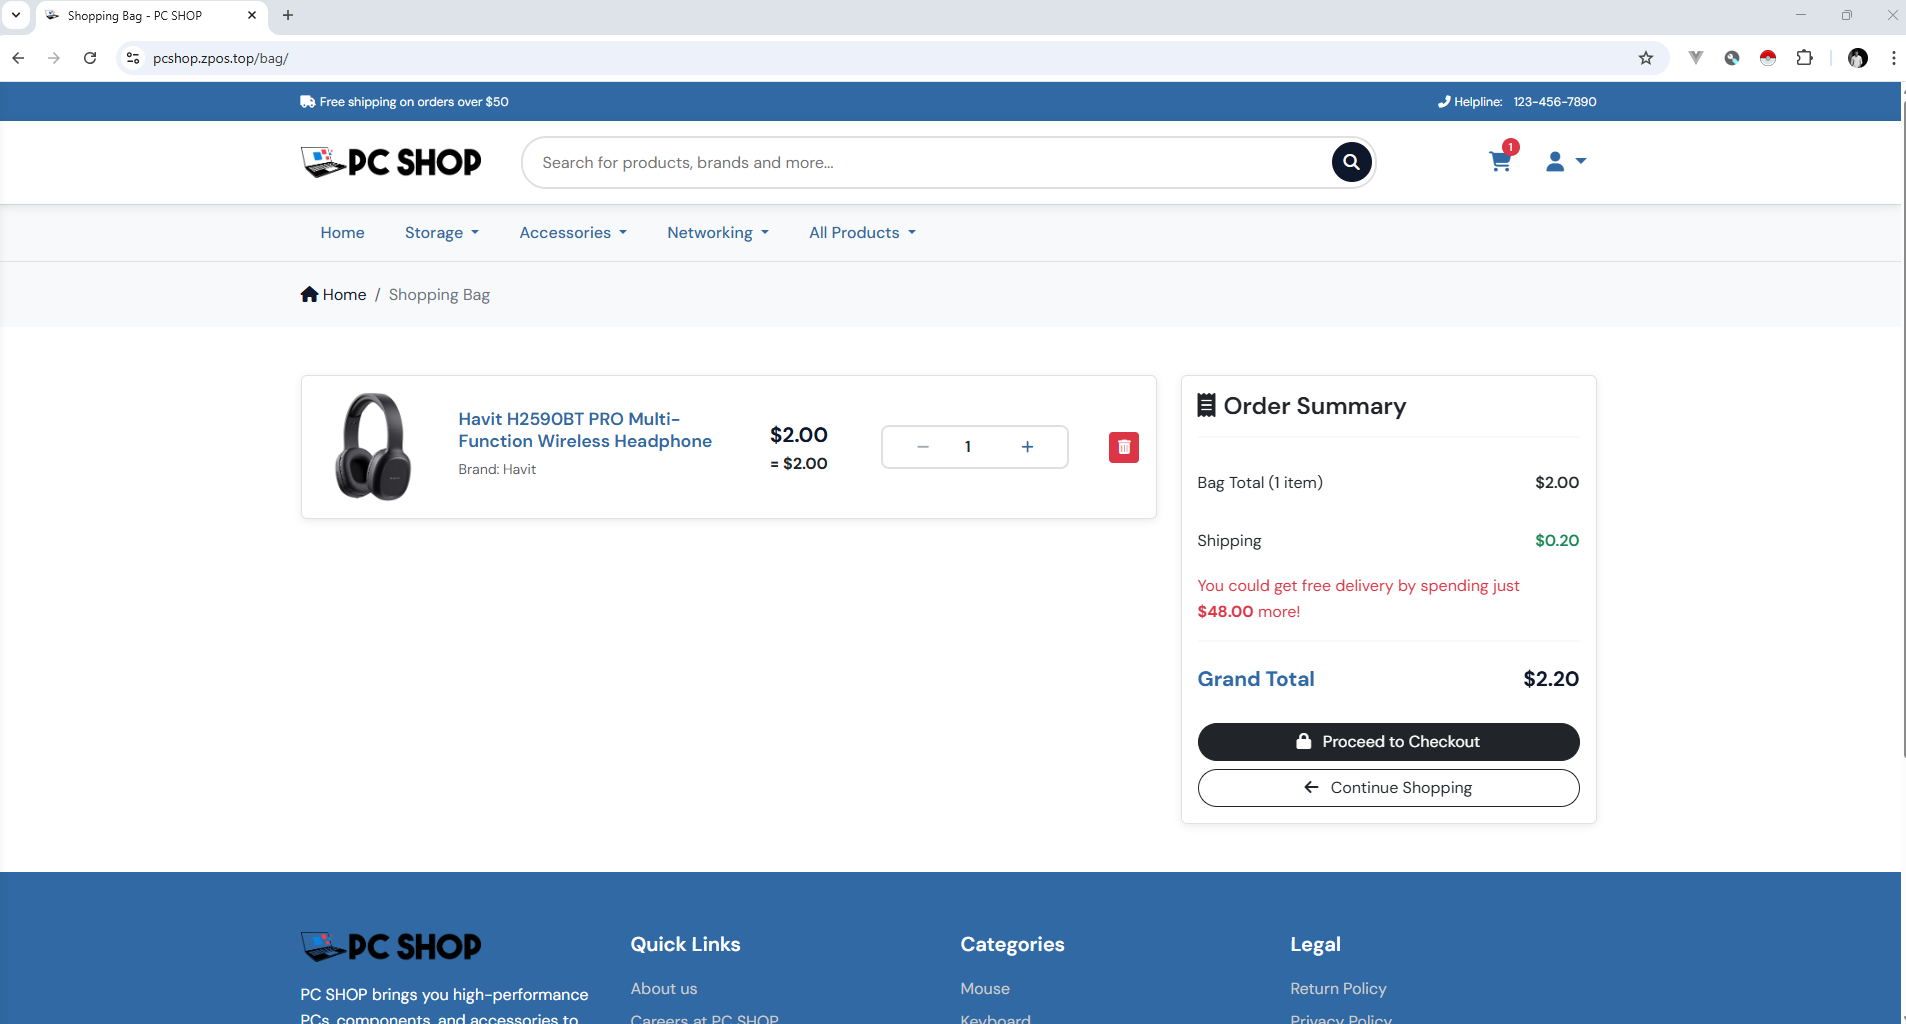 Shopping Bag - PC SHOP
pcshop.zpos.top/bag/
Free shipping on orders over $50
Helpline: 123-456-7890
PC SHOP
Search for products, brands and more...
1
Home
Storage
Accessories
Networking
All Products
Home / Shopping Bag
Havit H2590BT PRO Multi-
Function Wireless Headphone
Brand: Havit
$2.00
= $2.00
1
Order Summary
Bag Total (1 item) $2.00
Shipping $0.20
You could get free delivery by spending just
$48.00 more!
Grand Total $2.20
Proceed to Checkout
Continue Shopping
PC SHOP
PC SHOP brings you high-performance
PCs, components, and accessories to
Quick Links
About us
Careers at PC SHOP
Categories
Mouse
Keyboard
Legal
Return Policy
Privacy Policy